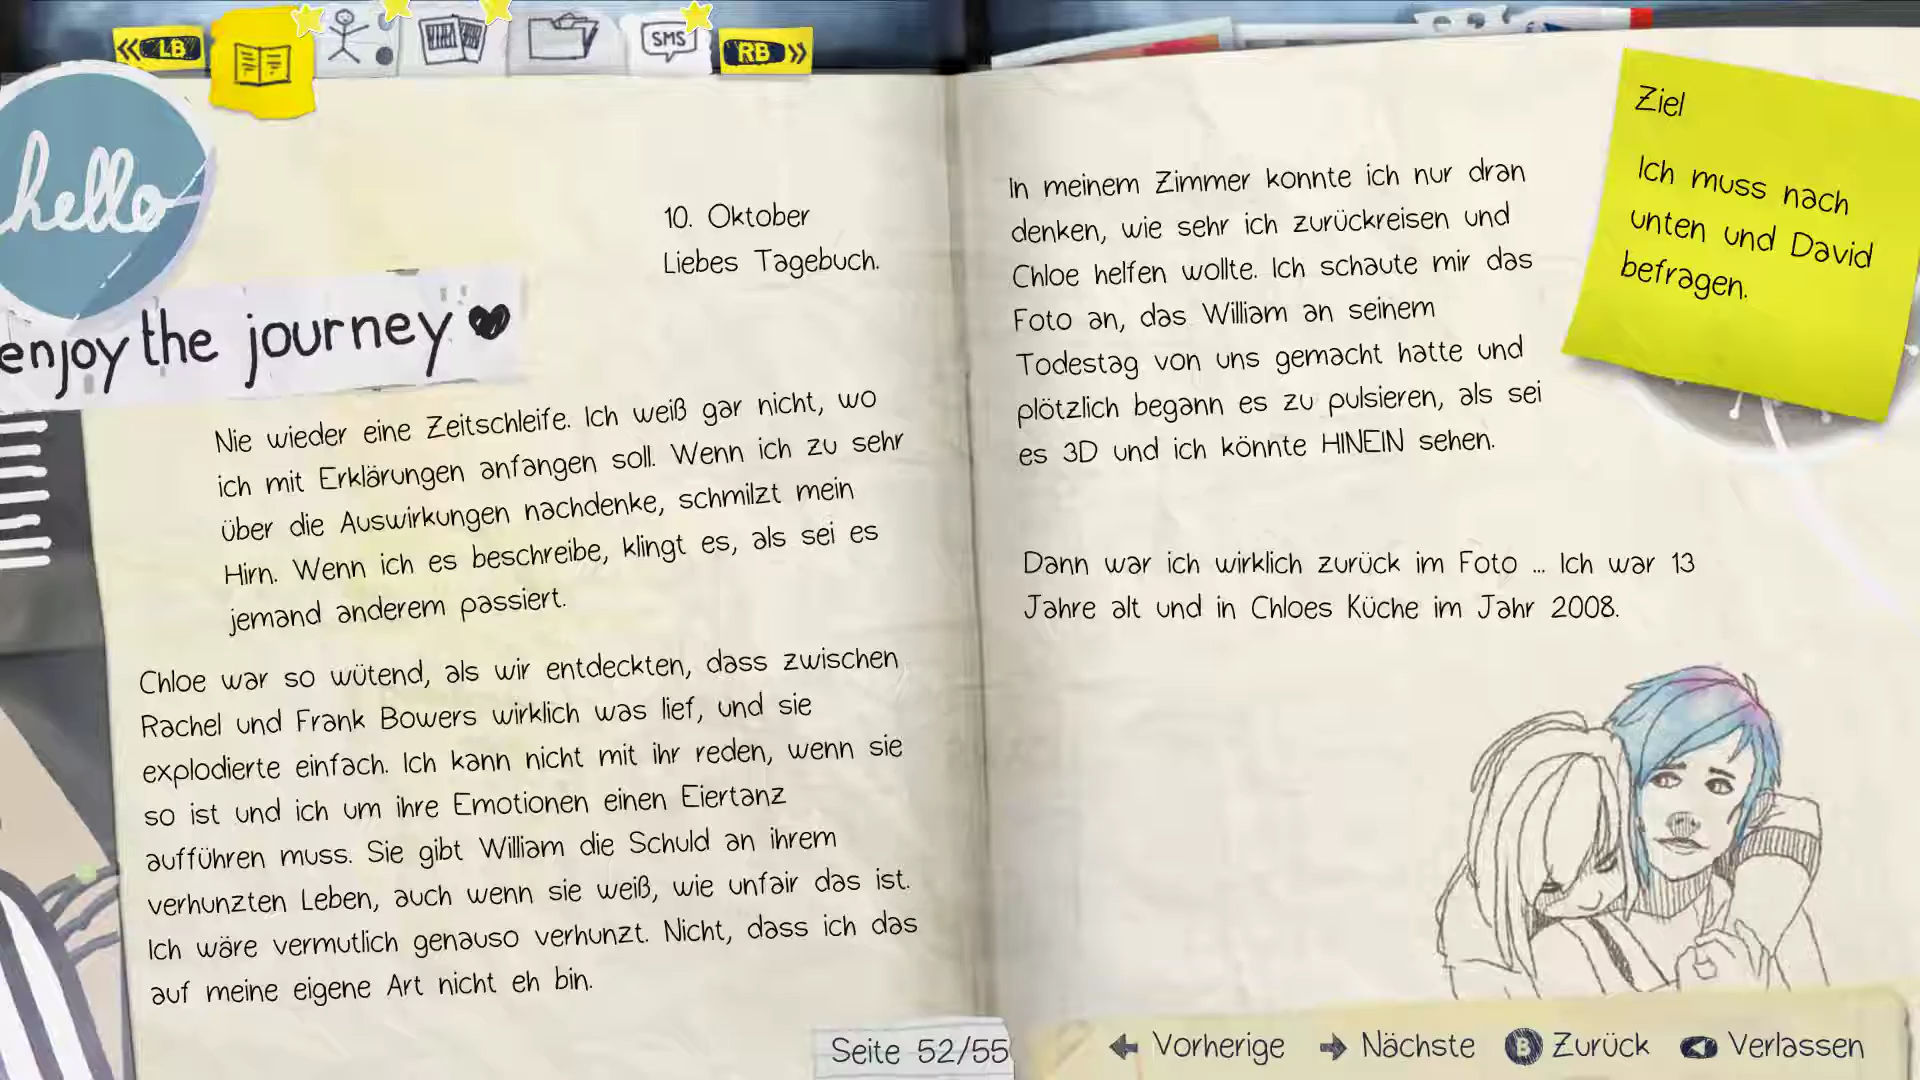 LB
SMS
RB
hello
enjoy the journey
10. Oktober
Liebes Tagebuch.
Nie wieder eine Zeitschleife. Ich weiß gar nicht, wo
ich mit Erklärungen anfangen soll. Wenn ich zu sehr
über die Auswirkungen nachdenke, schmilzt mein
Hirn. Wenn ich es beschreibe, klingt es, als sei es
jemand anderem passiert.
Chloe war so wütend, als wir entdeckten, dass zwischen
Rachel und Frank Bowers wirklich was lief, und sie
explodierte einfach. Ich kann nicht mit ihr reden, wenn sie
so ist und ich um ihre Emotionen einen Eiertanz
aufführen muss. Sie gibt William die Schuld an ihrem
verhunzten Leben, auch wenn sie weiß, wie unfair das ist.
Ich wäre vermutlich genauso verhunzt. Nicht, dass ich das
auf meine eigene Art nicht eh bin.
In meinem Zimmer konnte ich nur dran
denken, wie sehr ich zurückreisen und
Chloe helfen wollte. Ich schaute mir das
Foto an, das William an seinem
Todestag von uns gemacht hatte und
plötzlich begann es zu pulsieren, als sei
es 3D und ich könnte HINEIN sehen.
Dann war ich wirklich zurück im Foto ... Ich war 13
Jahre alt und in Chloes Küche im Jahr 2008.
Ziel
Ich muss nach
unten und David
befragen.
Seite 52/55
Vorherige Nächste B Zurück Verlassen